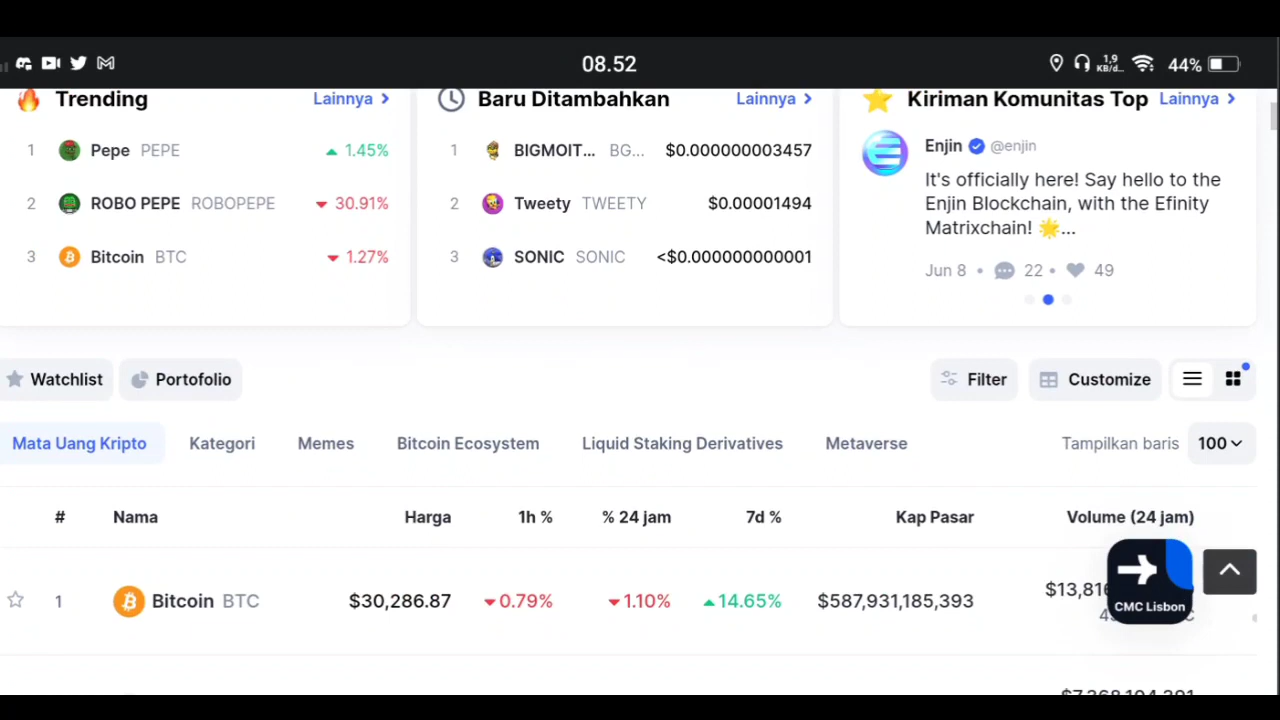 08.52
1,9
KB/d...
44%
Trending
Lainnya
1 Pepe PEPE 1.45%
2 ROBO PEPE ROBOPEPE 30.91%
3 Bitcoin BTC 1.27%
Baru Ditambahkan
Lainnya
1 BIGMOIT... BG... $0.000000003457
2 Tweety TWEETY $0.00001494
3 SONIC SONIC <$0.000000000001
Kiriman Komunitas Top
Lainnya
Enjin @enjin
It's officially here! Say hello to the
Enjin Blockchain, with the Efinity
Matrixchain! 🌟...
Jun 8 • 22 • 49
Watchlist Portofolio Filter Customize
Mata Uang Kripto Kategori Memes Bitcoin Ecosystem Liquid Staking Derivatives Metaverse Tampilkan baris 100
# Nama Harga 1h % % 24 jam 7d % Kap Pasar Volume (24 jam)
1 Bitcoin BTC $30,286.87 0.79% 1.10% 14.65% $587,931,185,393
CMC Lisbon